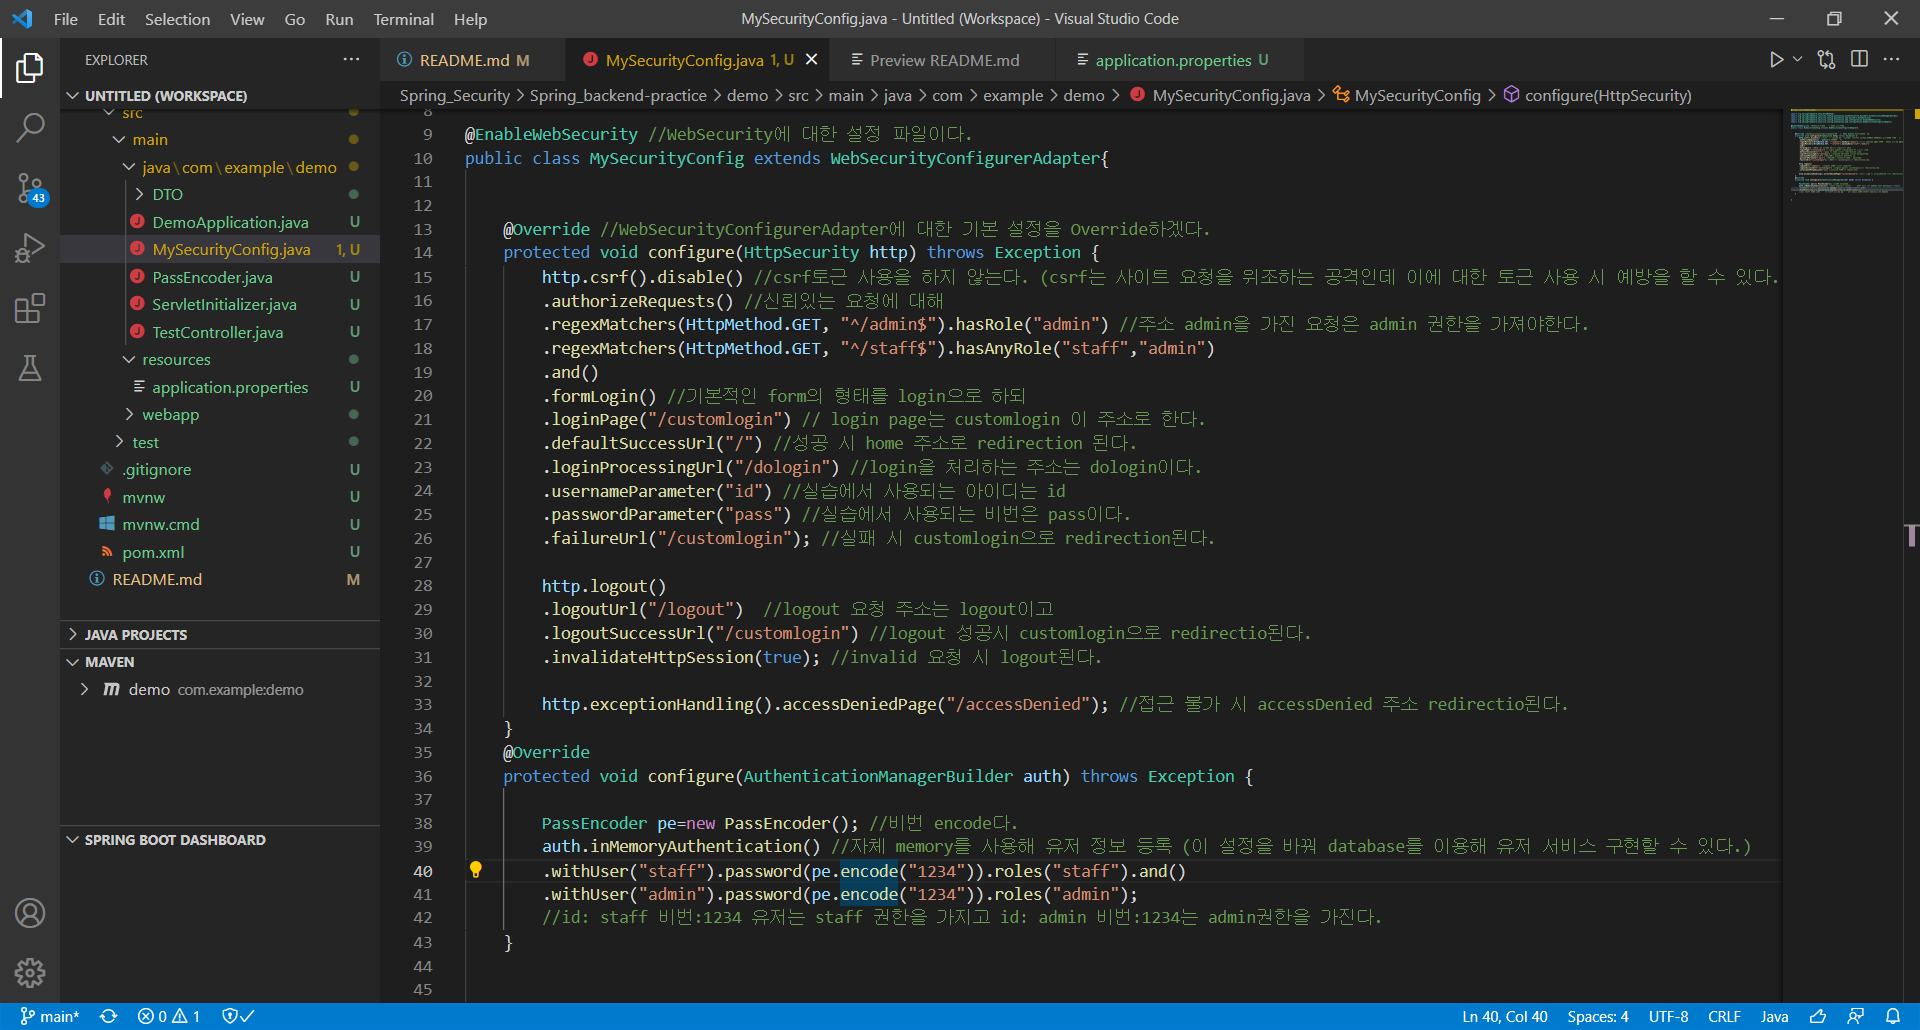 File Edit Selection View Go Run Terminal Help
MySecurityConfig.java - Untitled (Workspace) - Visual Studio Code
EXPLORER
UNTITLED (WORKSPACE)
src
main
java\com\example\demo
DTO
DemoApplication.java U
MySecurityConfig.java 1, U
PassEncoder.java U
ServletInitializer.java U
TestController.java U
resources
application.properties U
webapp
test
.gitignore U
mvnw U
mvnw.cmd U
pom.xml U
README.md M
JAVA PROJECTS
MAVEN
demo com.example:demo
SPRING BOOT DASHBOARD
43
README.md M
MySecurityConfig.java 1, U
Preview README.md
application.properties U
Spring_Security > Spring_backend-practice > demo > src > main > java > com > example > demo > MySecurityConfig.java > MySecurityConfig > configure(HttpSecurity)
8
9 @EnableWebSecurity //WebSecurity에 대한 설정 파일이다.
10 public class MySecurityConfig extends WebSecurityConfigurerAdapter{
11
12
13 @Override //WebSecurityConfigurerAdapter에 대한 기본 설정을 Override하겠다.
14 protected void configure(HttpSecurity http) throws Exception {
15 http.csrf().disable() //csrf토근 사용을 하지 않는다. (csrf는 사이트 요청을 위조하는 공격인데 이에 대한 토근 사용 시 예방을 할 수 있다.
16 .authorizeRequests() //신뢰있는 요청에 대해
17 .regexMatchers(HttpMethod.GET, "^/admin$").hasRole("admin") //주소 admin을 가진 요청은 admin 권한을 가져야한다.
18 .regexMatchers(HttpMethod.GET, "^/staff$").hasAnyRole("staff","admin")
19 .and()
20 .formLogin() //기본적인 form의 형태를 login으로 하되
21 .loginPage("/customlogin") // login page는 customlogin 이 주소로 한다.
22 .defaultSuccessUrl("/") //성공 시 home 주소로 redirection 된다.
23 .loginProcessingUrl("/dologin") //login을 처리하는 주소는 dologin이다.
24 .usernameParameter("id") //실습에서 사용되는 아이디는 id
25 .passwordParameter("pass") //실습에서 사용되는 비번은 pass이다.
26 .failureUrl("/customlogin"); //실패 시 customlogin으로 redirection된다.
27
28 http.logout()
29 .logoutUrl("/logout")  //logout 요청 주소는 logout이고
30 .logoutSuccessUrl("/customlogin") //logout 성공시 customlogin으로 redirectio된다.
31 .invalidateHttpSession(true); //invalid 요청 시 logout된다.
32
33 http.exceptionHandling().accessDeniedPage("/accessDenied"); //접근 불가 시 accessDenied 주소 redirectio된다.
34 }
35 @Override
36 protected void configure(AuthenticationManagerBuilder auth) throws Exception {
37
38 PassEncoder pe=new PassEncoder(); //비번 encode다.
39 auth.inMemoryAuthentication() //자체 memory를 사용해 유저 정보 등록 (이 설정을 바꿔 database를 이용해 유저 서비스 구현할 수 있다.)
40 .withUser("staff").password(pe.encode("1234")).roles("staff").and()
41 .withUser("admin").password(pe.encode("1234")).roles("admin");
42 //id: staff 비번:1234 유저는 staff 권한을 가지고 id: admin 비번:1234는 admin권한을 가진다.
43 }
44
45
main* 0 1
Ln 40, Col 40 Spaces: 4 UTF-8 CRLF Java